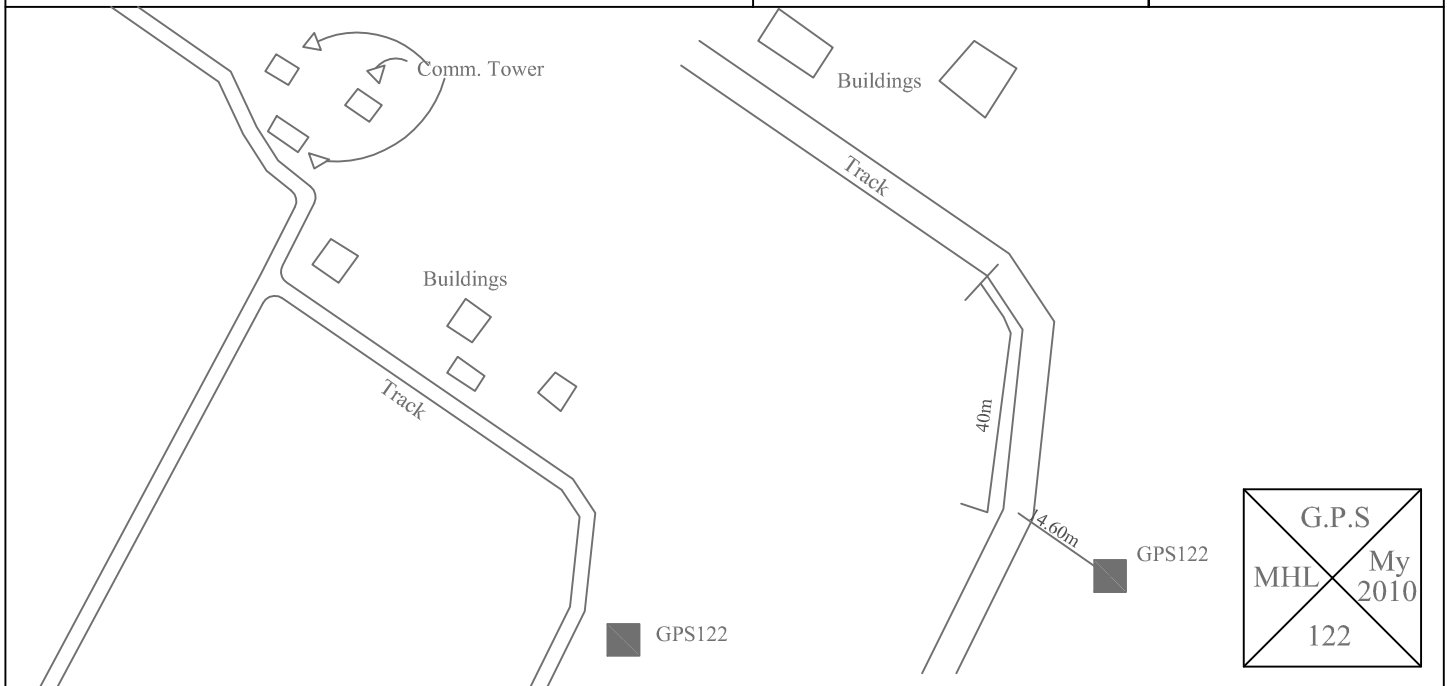 Comm. Tower
Buildings
Track
GPS122
Buildings
Track
40m
14.60m
GPS122
G.P.S
MHL
My
2010
122